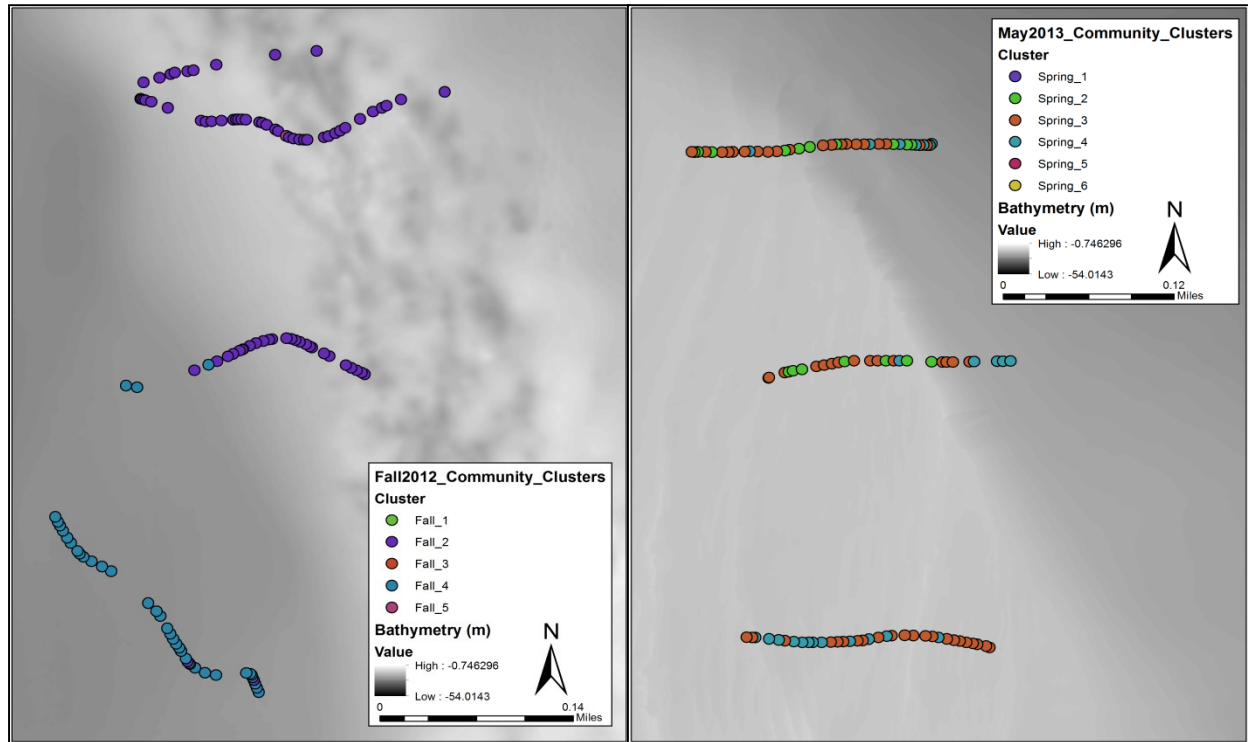 Fall2012_Community_Clusters
Cluster
Fall_1
Fall_2
Fall_3
Fall_4
Fall_5
Bathymetry (m)
Value
High : -0.746296
Low : -54.0143
N
0
0.14
Miles
May2013_Community_Clusters
Cluster
Spring_1
Spring_2
Spring_3
Spring_4
Spring_5
Spring_6
Bathymetry (m)
Value
High : -0.746296
Low : -54.0143
N
0
0.12
Miles